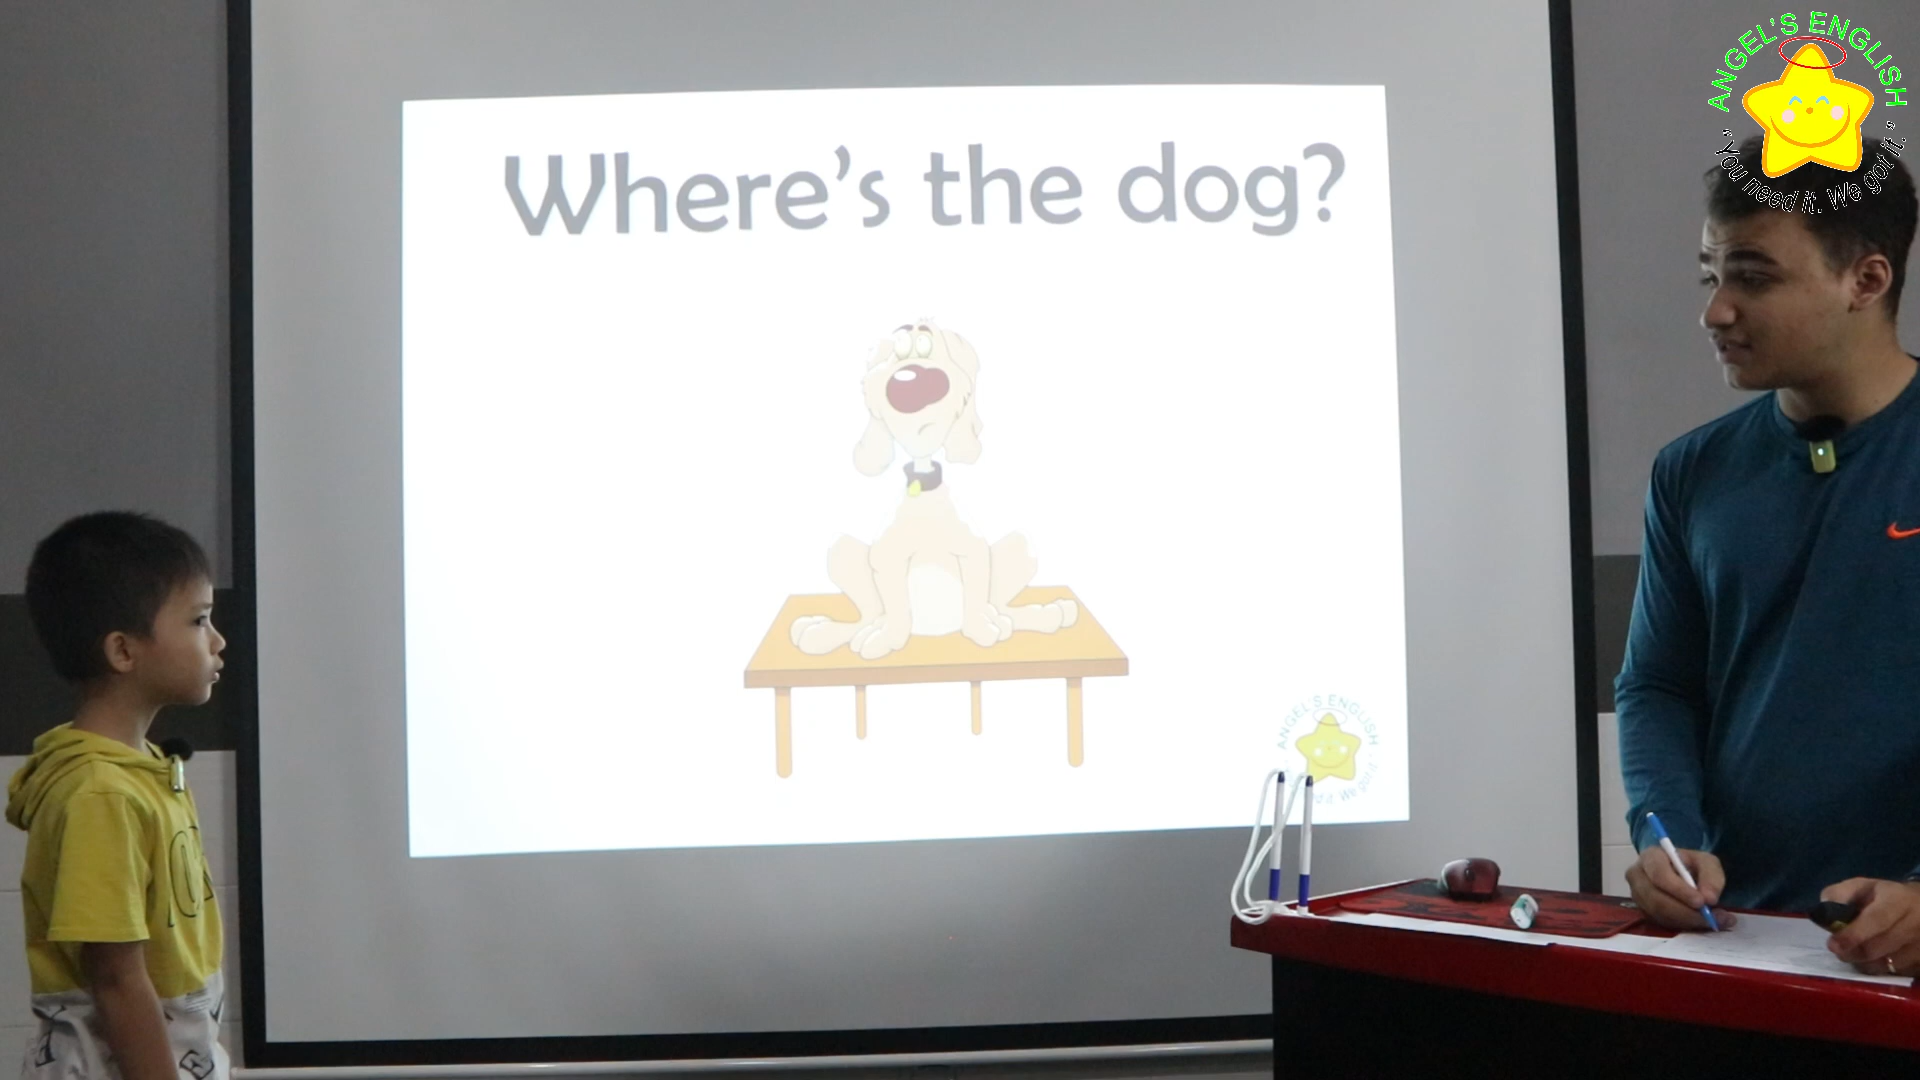 ANGEL'S ENGLISH
"You need it. We got it."
Where's the dog?
ANGEL'S ENGLISH